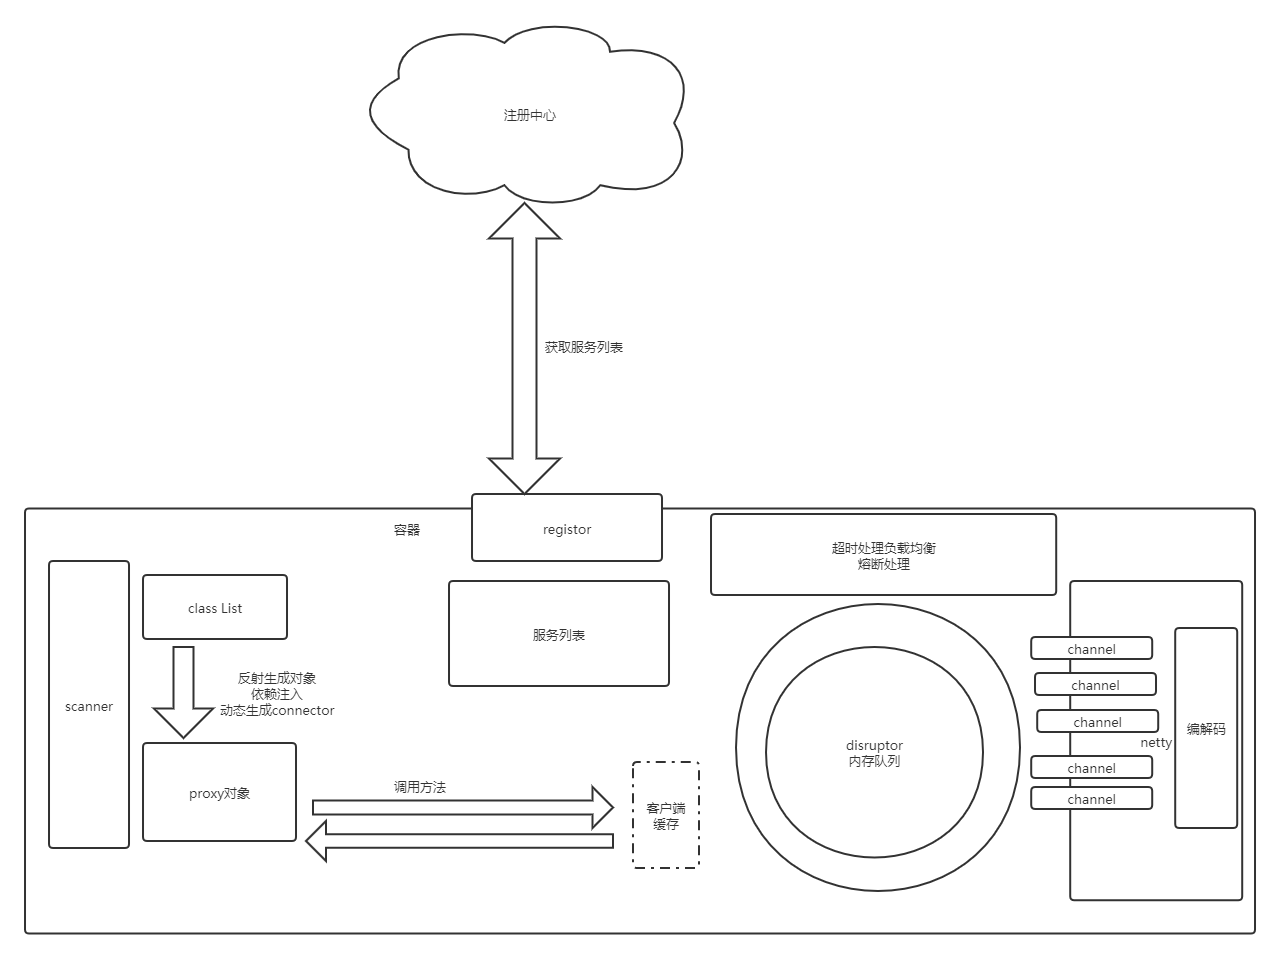 注册中心
获取服务列表
容器
registor
超时处理负载均衡
熔断处理
class List
服务列表
scanner
反射生成对象
依赖注入
动态生成connector
proxy对象
调用方法
客户端
缓存
disruptor
内存队列
channel
channel
channel
channel
channel
netty
编解码